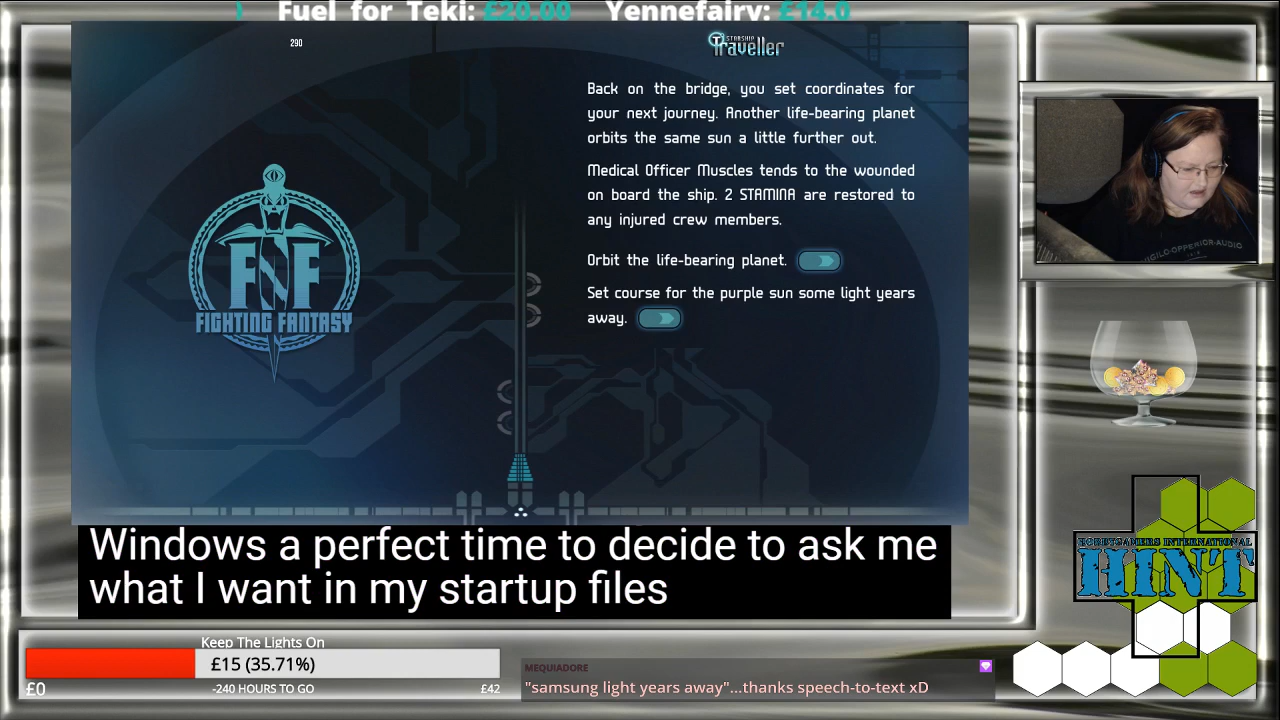 Fuel for Teki: £20.00 Yennefairy: £14.0
290
STARSHIP
Traveller
Back on the bridge, you set coordinates for
your next journey. Another life-bearing planet
orbits the same sun a little further out.
Medical Officer Muscles tends to the wounded
on board the ship. 2 STAMINA are restored to
any injured crew members.
Orbit the life-bearing planet.
Set course for the purple sun some light years
away.
FF
FIGHTING FANTASY
VIGILO-OPPERIOR-AUDIO
Windows a perfect time to decide to ask me
what I want in my startup files
HOBBYGAMERS INTERNATIONAL
HINT
Keep The Lights On
£15 (35.71%)
£0
-240 HOURS TO GO
£42
MEQUIADORE
"samsung light years away"...thanks speech-to-text xD